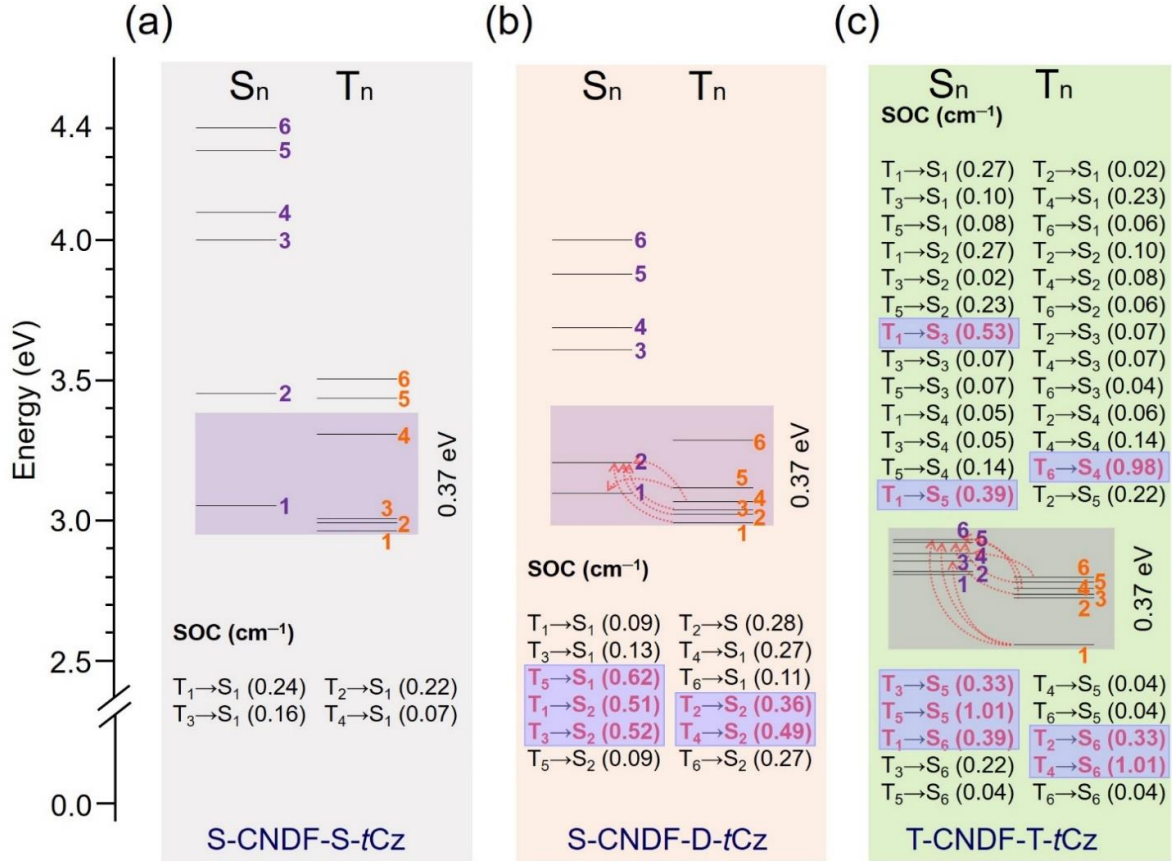 (a)
(b)
(c)
Sn Tn
Sn Tn
Sn Tn
Energy (eV)
4.4
4.0
3.5
3.0
2.5
0.0
6
5
4
3
2
1
6
5
4
3
2
1
0.37 eV
SOC (cm⁻¹)
T₁→S₁ (0.24) T₂→S₁ (0.22)
T₃→S₁ (0.16) T₄→S₁ (0.07)
S-CNDF-S-tCz
6
5
4
3
2
1
6
5
4
3
2
1
0.37 eV
SOC (cm⁻¹)
T₁→S₁ (0.09) T₂→S (0.28)
T₃→S₁ (0.13) T₄→S₁ (0.27)
T₅→S₁ (0.62) T₆→S₁ (0.11)
T₁→S₂ (0.51) T₂→S₂ (0.36)
T₃→S₂ (0.52) T₄→S₂ (0.49)
T₅→S₂ (0.09) T₆→S₂ (0.27)
S-CNDF-D-tCz
SOC (cm⁻¹)
T₁→S₁ (0.27) T₂→S₁ (0.02)
T₃→S₁ (0.10) T₄→S₁ (0.23)
T₅→S₁ (0.08) T₆→S₁ (0.06)
T₁→S₂ (0.27) T₂→S₂ (0.10)
T₃→S₂ (0.02) T₄→S₂ (0.08)
T₅→S₂ (0.23) T₆→S₂ (0.06)
T₁→S₃ (0.53) T₂→S₃ (0.07)
T₃→S₃ (0.07) T₄→S₃ (0.07)
T₅→S₃ (0.07) T₆→S₃ (0.04)
T₁→S₄ (0.05) T₂→S₄ (0.06)
T₃→S₄ (0.05) T₄→S₄ (0.14)
T₅→S₄ (0.14) T₆→S₄ (0.98)
T₁→S₅ (0.39) T₂→S₅ (0.22)
6 5
3 4
1 2
6
4 5
2 3
1
0.37 eV
T₃→S₅ (0.33) T₄→S₅ (0.04)
T₅→S₅ (1.01) T₆→S₅ (0.04)
T₁→S₆ (0.39) T₂→S₆ (0.33)
T₃→S₆ (0.22) T₄→S₆ (1.01)
T₅→S₆ (0.04) T₆→S₆ (0.04)
T-CNDF-T-tCz